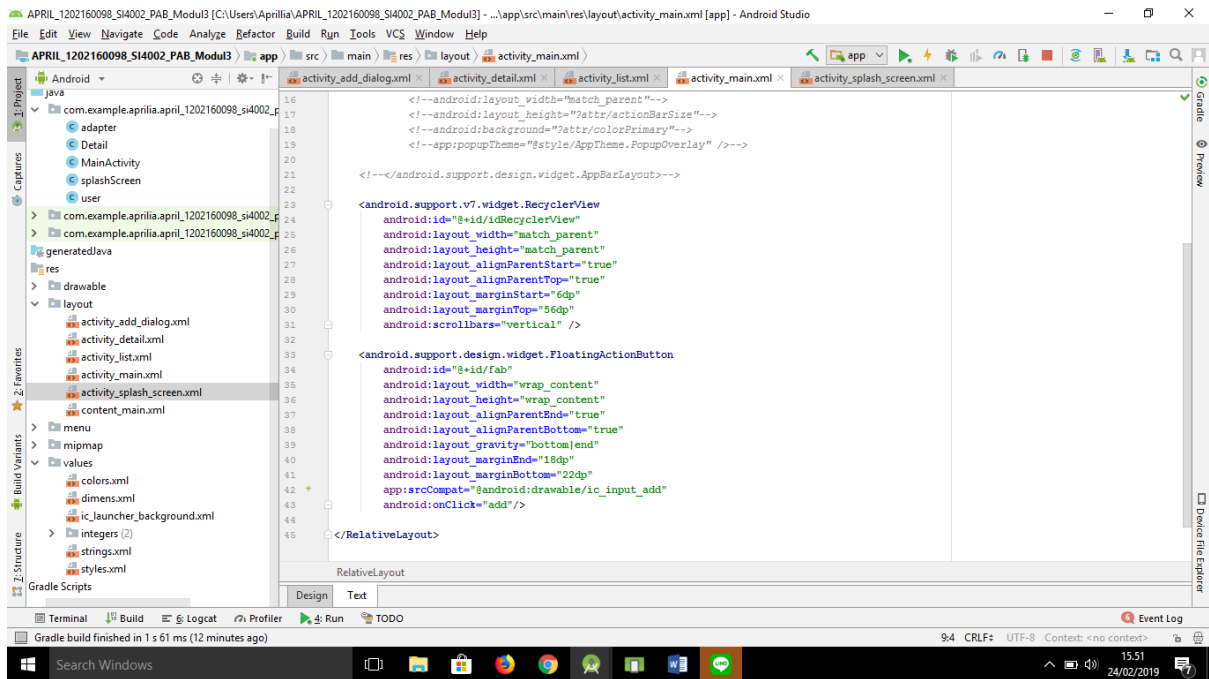 APRIL_1202160098_SI4002_PAB_Modul3 [C:\Users\Aprillia\APRIL_1202160098_SI4002_PAB_Modul3] - ...\app\src\main\res\layout\activity_main.xml [app] - Android Studio
File Edit View Navigate Code Analyze Refactor Build Run Tools VCS Window Help
APRIL_1202160098_SI4002_PAB_Modul3 app src main res layout activity_main.xml app
Android activity_add_dialog.xml activity_detail.xml activity_list.xml activity_main.xml activity_splash_screen.xml
1: Project
Captures
2: Favorites
Build Variants
7: Structure
java
com.example.aprilia.april_1202160098_si4002_p
adapter
Detail
MainActivity
splashScreen
user
com.example.aprilia.april_1202160098_si4002_p
com.example.aprilia.april_1202160098_si4002_p
generatedJava
res
drawable
layout
activity_add_dialog.xml
activity_detail.xml
activity_list.xml
activity_main.xml
activity_splash_screen.xml
content_main.xml
menu
mipmap
values
colors.xml
dimens.xml
ic_launcher_background.xml
integers (2)
strings.xml
styles.xml
Gradle Scripts
16 <!--android:layout_width="match_parent"-->
17 <!--android:layout_height="?attr/actionBarSize"-->
18 <!--android:background="?attr/colorPrimary"-->
19 <!--app:popupTheme="@style/AppTheme.PopupOverlay" />-->
20
21 <!--</android.support.design.widget.AppBarLayout>-->
22
23 <android.support.v7.widget.RecyclerView
24 android:id="@+id/idRecyclerView"
25 android:layout_width="match_parent"
26 android:layout_height="match_parent"
27 android:layout_alignParentStart="true"
28 android:layout_alignParentTop="true"
29 android:layout_marginStart="6dp"
30 android:layout_marginTop="56dp"
31 android:scrollbars="vertical" />
32
33 <android.support.design.widget.FloatingActionButton
34 android:id="@+id/fab"
35 android:layout_width="wrap_content"
36 android:layout_height="wrap_content"
37 android:layout_alignParentEnd="true"
38 android:layout_alignParentBottom="true"
39 android:layout_gravity="bottom|end"
40 android:layout_marginEnd="18dp"
41 android:layout_marginBottom="22dp"
42 app:srcCompat="@android:drawable/ic_input_add"
43 android:onClick="add"/>
44
45 </RelativeLayout>
RelativeLayout
Design Text
Gradle
Preview
Device File Explorer
Terminal Build 6: Logcat Profiler 4: Run TODO Event Log
Gradle build finished in 1 s 61 ms (12 minutes ago) 9:4 CRLF UTF-8 Context: <no context>
Search Windows LINE 15.51
24/02/2019 7